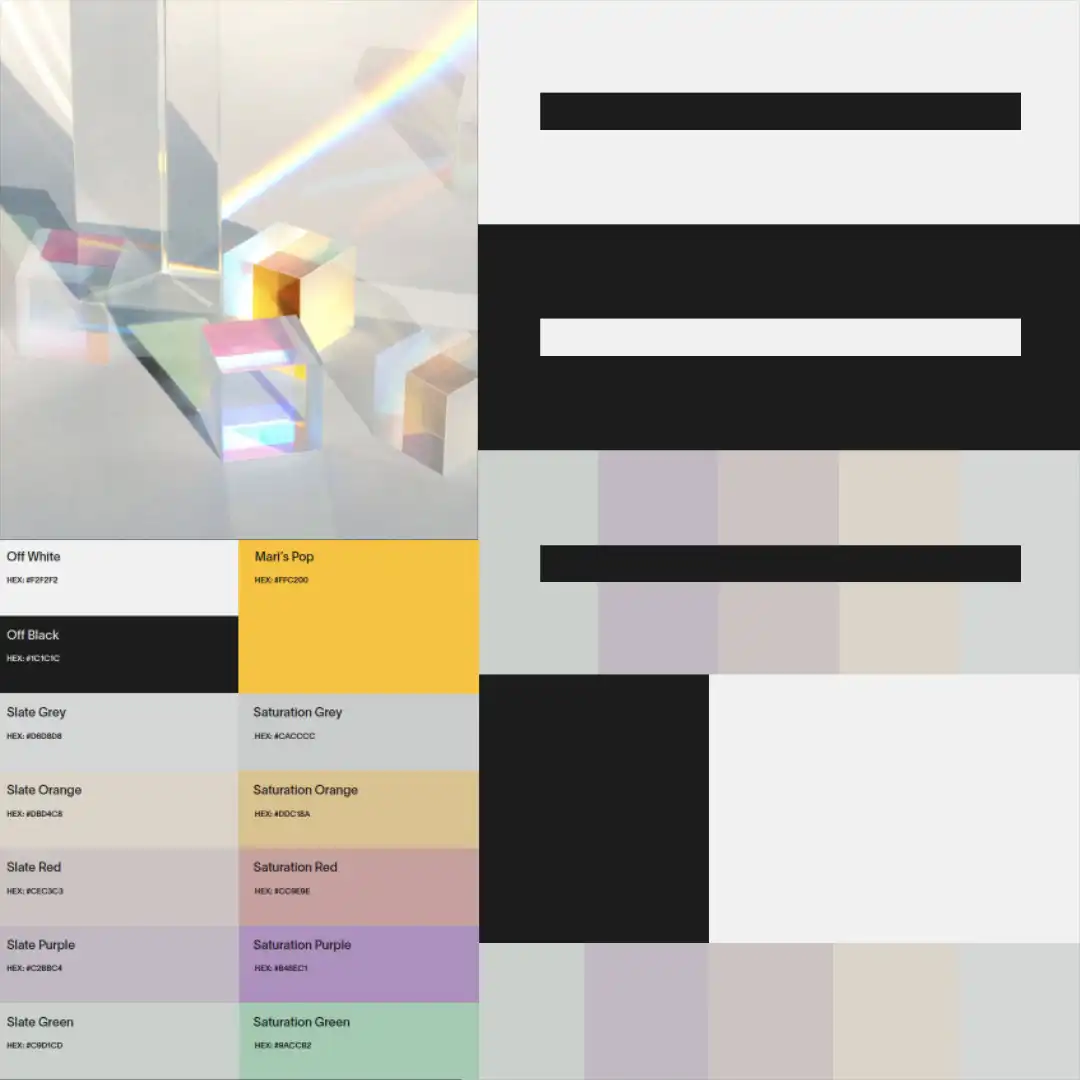 Off White
HEX: #F2F2F2
Mari's Pop
HEX: #FFC200
Off Black
HEX: #1C1C1C
Slate Grey
HEX: #D6D8D8
Saturation Grey
HEX: #CACCCC
Slate Orange
HEX: #DBD4C8
Saturation Orange
HEX: #DDC18A
Slate Red
HEX: #CEC3C3
Saturation Red
HEX: #CC9E9E
Slate Purple
HEX: #C2BBC4
Saturation Purple
HEX: #B48EC1
Slate Green
HEX: #C9D1CD
Saturation Green
HEX: #9ACCB2